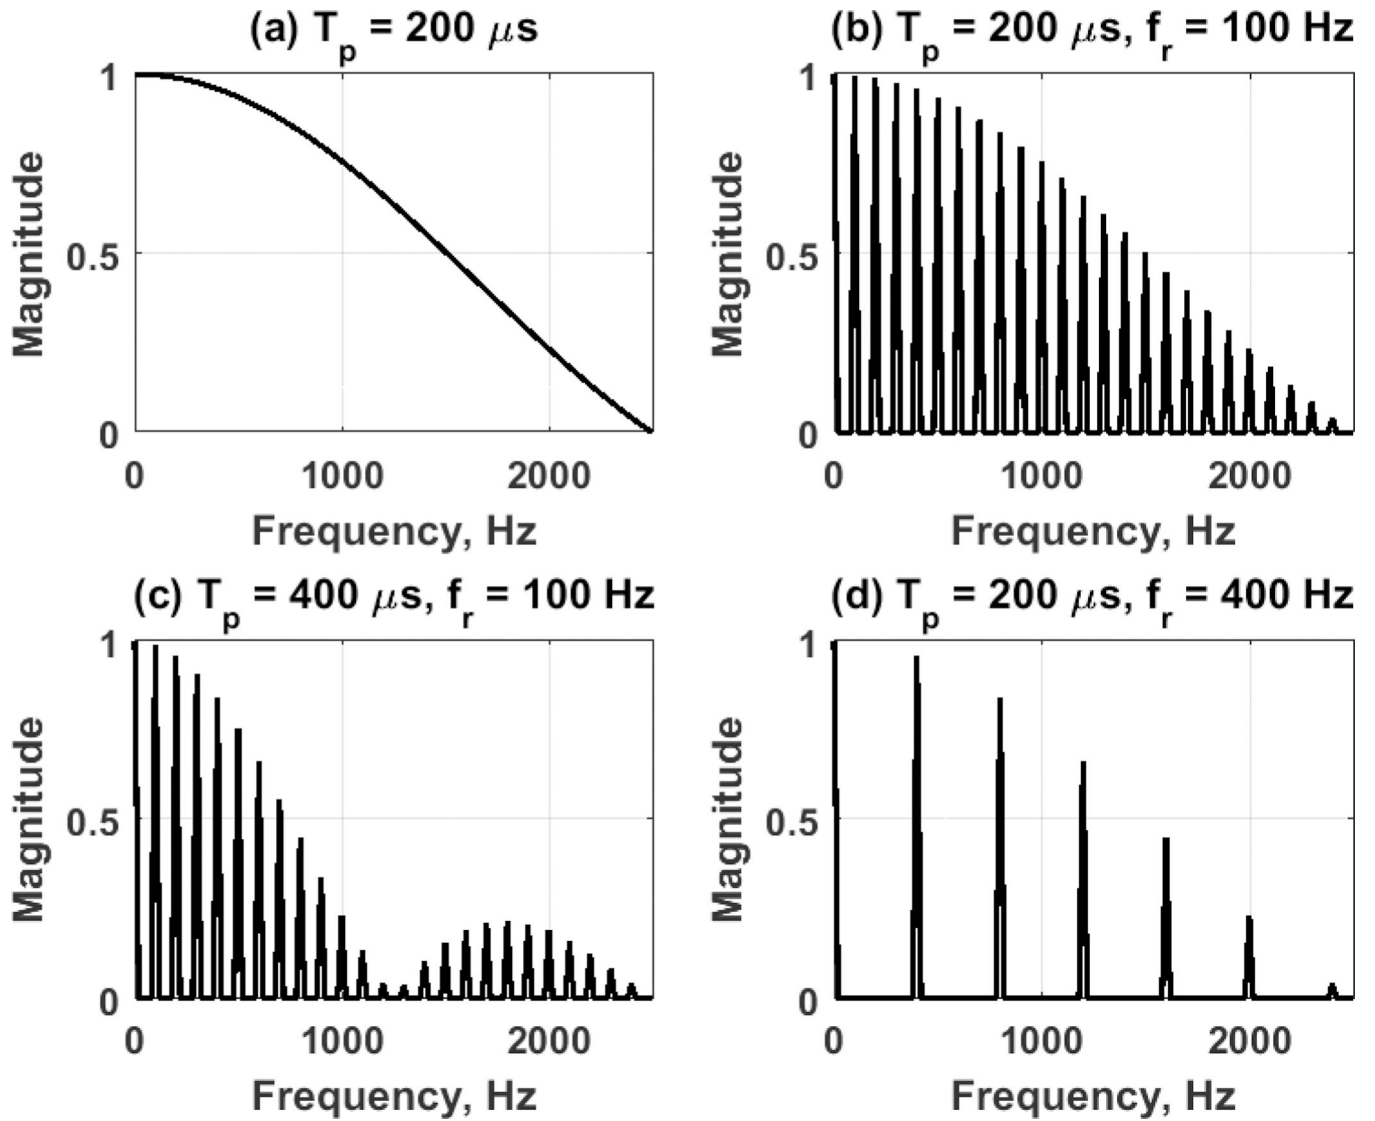 (a) Tp = 200 μs
1
0.5
0
Magnitude
0 1000 2000
Frequency, Hz
(b) Tp = 200 μs, fr = 100 Hz
1
0.5
0
Magnitude
0 1000 2000
Frequency, Hz
(c) Tp = 400 μs, fr = 100 Hz
1
0.5
0
Magnitude
0 1000 2000
Frequency, Hz
(d) Tp = 200 μs, fr = 400 Hz
1
0.5
0
Magnitude
0 1000 2000
Frequency, Hz